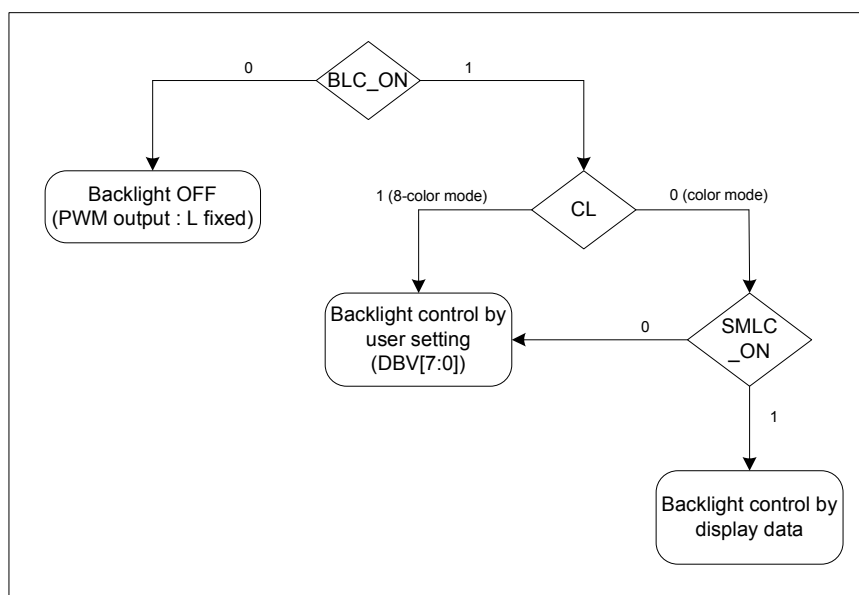 0
1
BLC_ON
Backlight OFF
(PWM output : L fixed)
1 (8-color mode)
0 (color mode)
CL
Backlight control by
user setting
(DBV[7:0])
0
SMLC
_ON
1
Backlight control by
display data